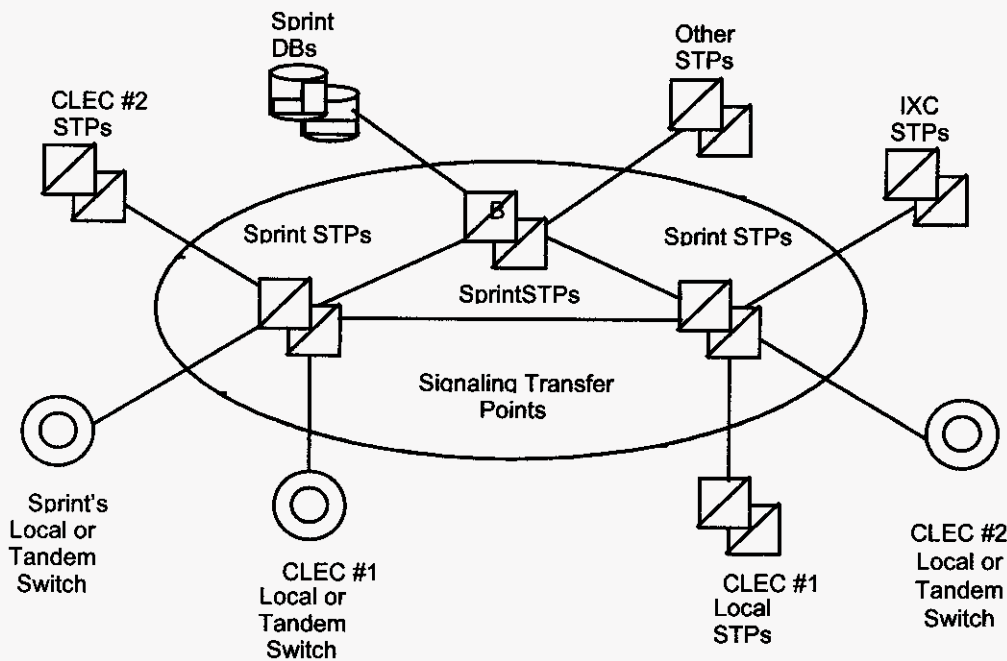 Sprint
DBs
Other
STPs
CLEC #2
STPs
IXC
STPs
B
Sprint STPs
Sprint STPs
SprintSTPs
Signaling Transfer
Points
Sprint's
Local or
Tandem
Switch
CLEC #1
Local or
Tandem
Switch
CLEC #1
Local
STPs
CLEC #2
Local or
Tandem
Switch